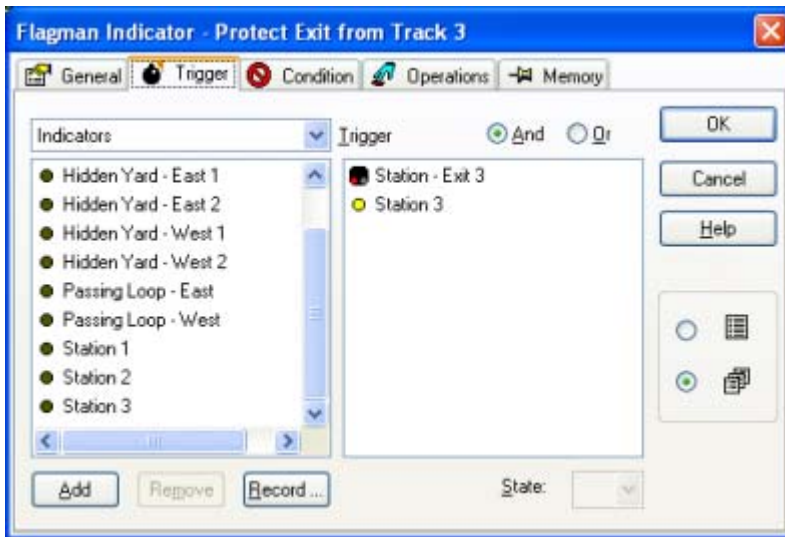 Flagman Indicator - Protect Exit from Track 3
General Trigger Condition Operations Memory
Indicators
Trigger And Or
OK
Cancel
Help
Hidden Yard - East 1
Hidden Yard - East 2
Hidden Yard - West 1
Hidden Yard - West 2
Passing Loop - East
Passing Loop - West
Station 1
Station 2
Station 3
Station - Exit 3
Station 3
Add Remove Record ... State: